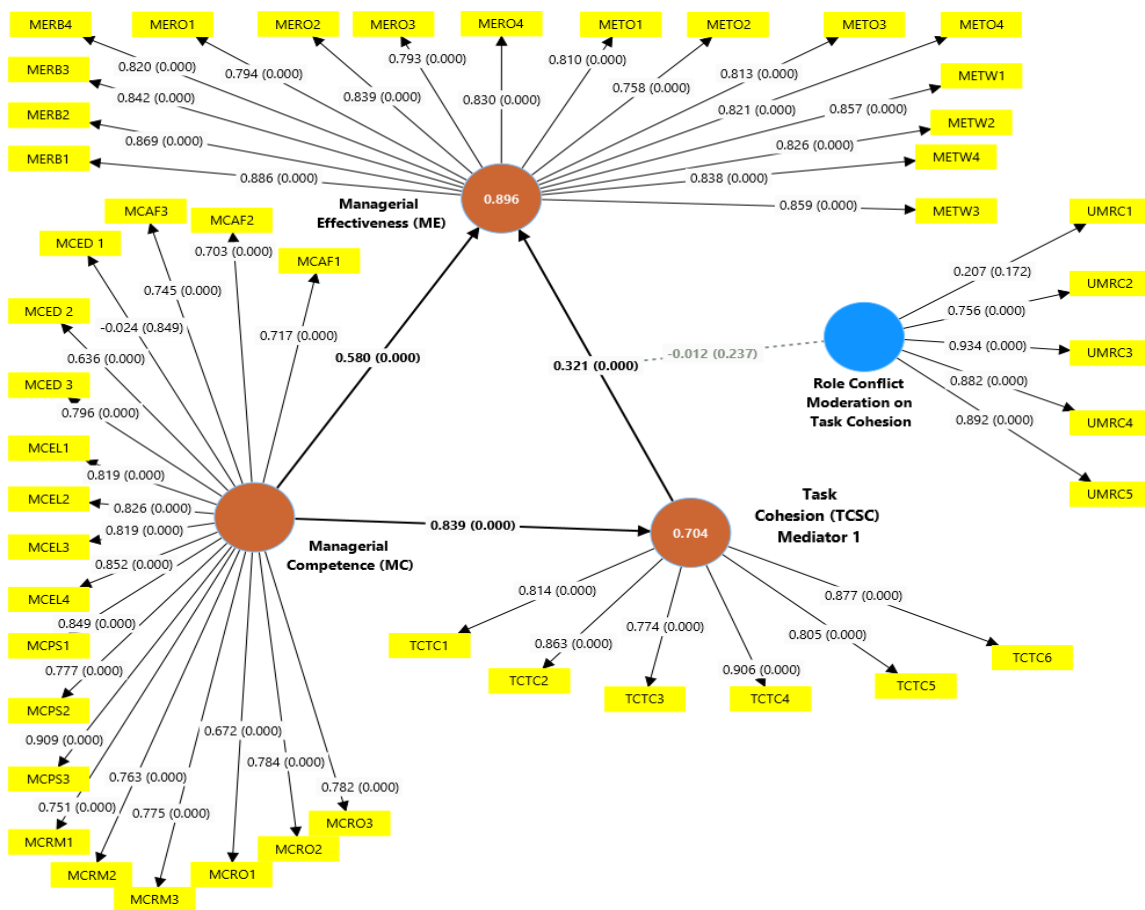 MERB4
MERO1
MERO2
MERO3
MERO4
METO1
METO2
METO3
METO4
MERB3
MERB2
MERB1
METW1
METW2
METW4
METW3
0.820 (0.000)
0.794 (0.000)
0.839 (0.000)
0.793 (0.000)
0.830 (0.000)
0.810 (0.000)
0.758 (0.000)
0.813 (0.000)
0.821 (0.000)
0.857 (0.000)
0.826 (0.000)
0.838 (0.000)
0.859 (0.000)
0.842 (0.000)
0.869 (0.000)
0.886 (0.000)
0.896
Managerial
Effectiveness (ME)
MCAF3
MCAF2
MCAF1
MCED 1
MCED 2
MCED 3
MCEL1
MCEL2
MCEL3
MCEL4
MCPS1
MCPS2
MCPS3
MCRM1
MCRM2
MCRM3
MCRO1
MCRO2
MCRO3
0.703 (0.000)
0.745 (0.000)
0.717 (0.000)
-0.024 (0.849)
0.636 (0.000)
0.796 (0.000)
0.819 (0.000)
0.826 (0.000)
0.819 (0.000)
0.852 (0.000)
0.849 (0.000)
0.777 (0.000)
0.909 (0.000)
0.751 (0.000)
0.763 (0.000)
0.775 (0.000)
0.672 (0.000)
0.784 (0.000)
0.782 (0.000)
Managerial
Competence (MC)
0.580 (0.000)
0.321 (0.000)
-0.012 (0.237)
0.839 (0.000)
UMRC1
UMRC2
UMRC3
UMRC4
UMRC5
0.207 (0.172)
0.756 (0.000)
0.934 (0.000)
0.882 (0.000)
0.892 (0.000)
Role Conflict
Moderation on
Task Cohesion
Task
Cohesion (TCSC)
Mediator 1
0.704
0.814 (0.000)
0.863 (0.000)
0.774 (0.000)
0.906 (0.000)
0.805 (0.000)
0.877 (0.000)
TCTC1
TCTC2
TCTC3
TCTC4
TCTC5
TCTC6